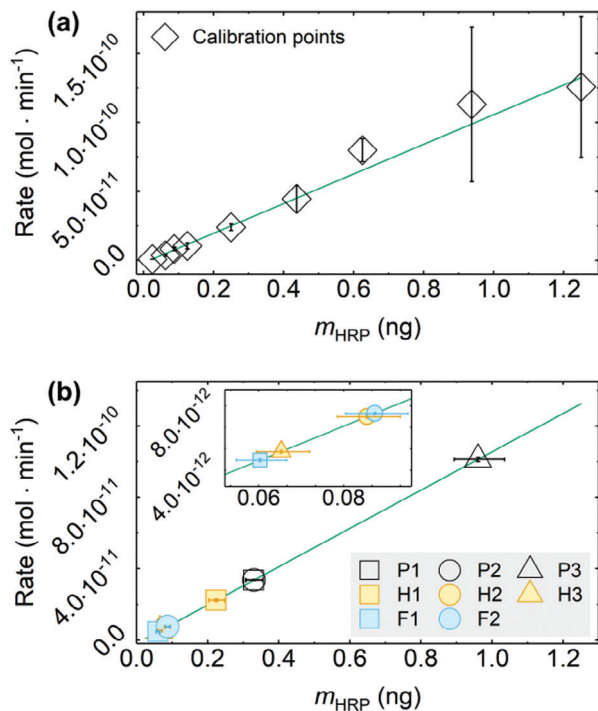 (a)
Calibration points
Rate (mol · min⁻¹)
1.5·10⁻¹⁰
1.0·10⁻¹⁰
5.0·10⁻¹¹
0.0
0.0 0.2 0.4 0.6 0.8 1.0 1.2
m_HRP (ng)
(b)
Rate (mol · min⁻¹)
1.2·10⁻¹⁰
8.0·10⁻¹¹
4.0·10⁻¹¹
0.0
8.0·10⁻¹²
4.0·10⁻¹²
0.06 0.08
P1 P2 P3
H1 H2 H3
F1 F2
0.0 0.2 0.4 0.6 0.8 1.0 1.2
m_HRP (ng)